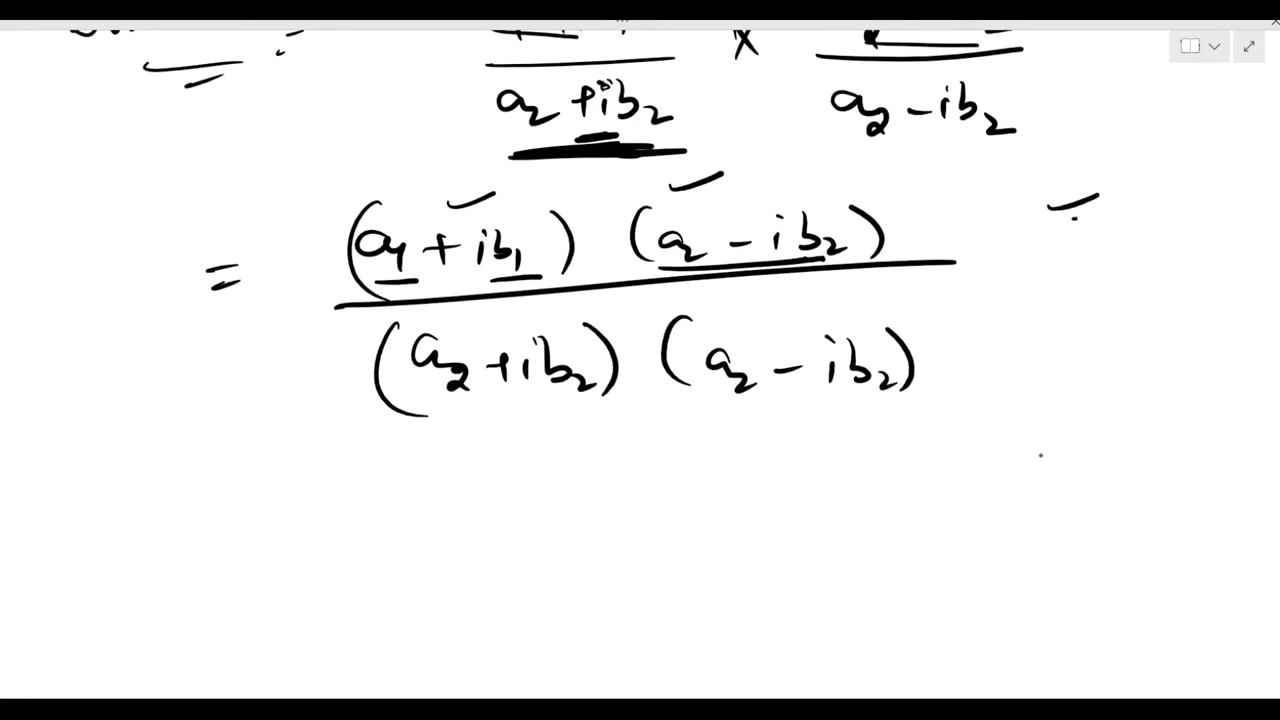 ×
a₂ + ib₂ a₂ - ib₂
= (a₁ + ib₁) (a₂ - ib₂)
(a₂ + ib₂) (a₂ - ib₂)